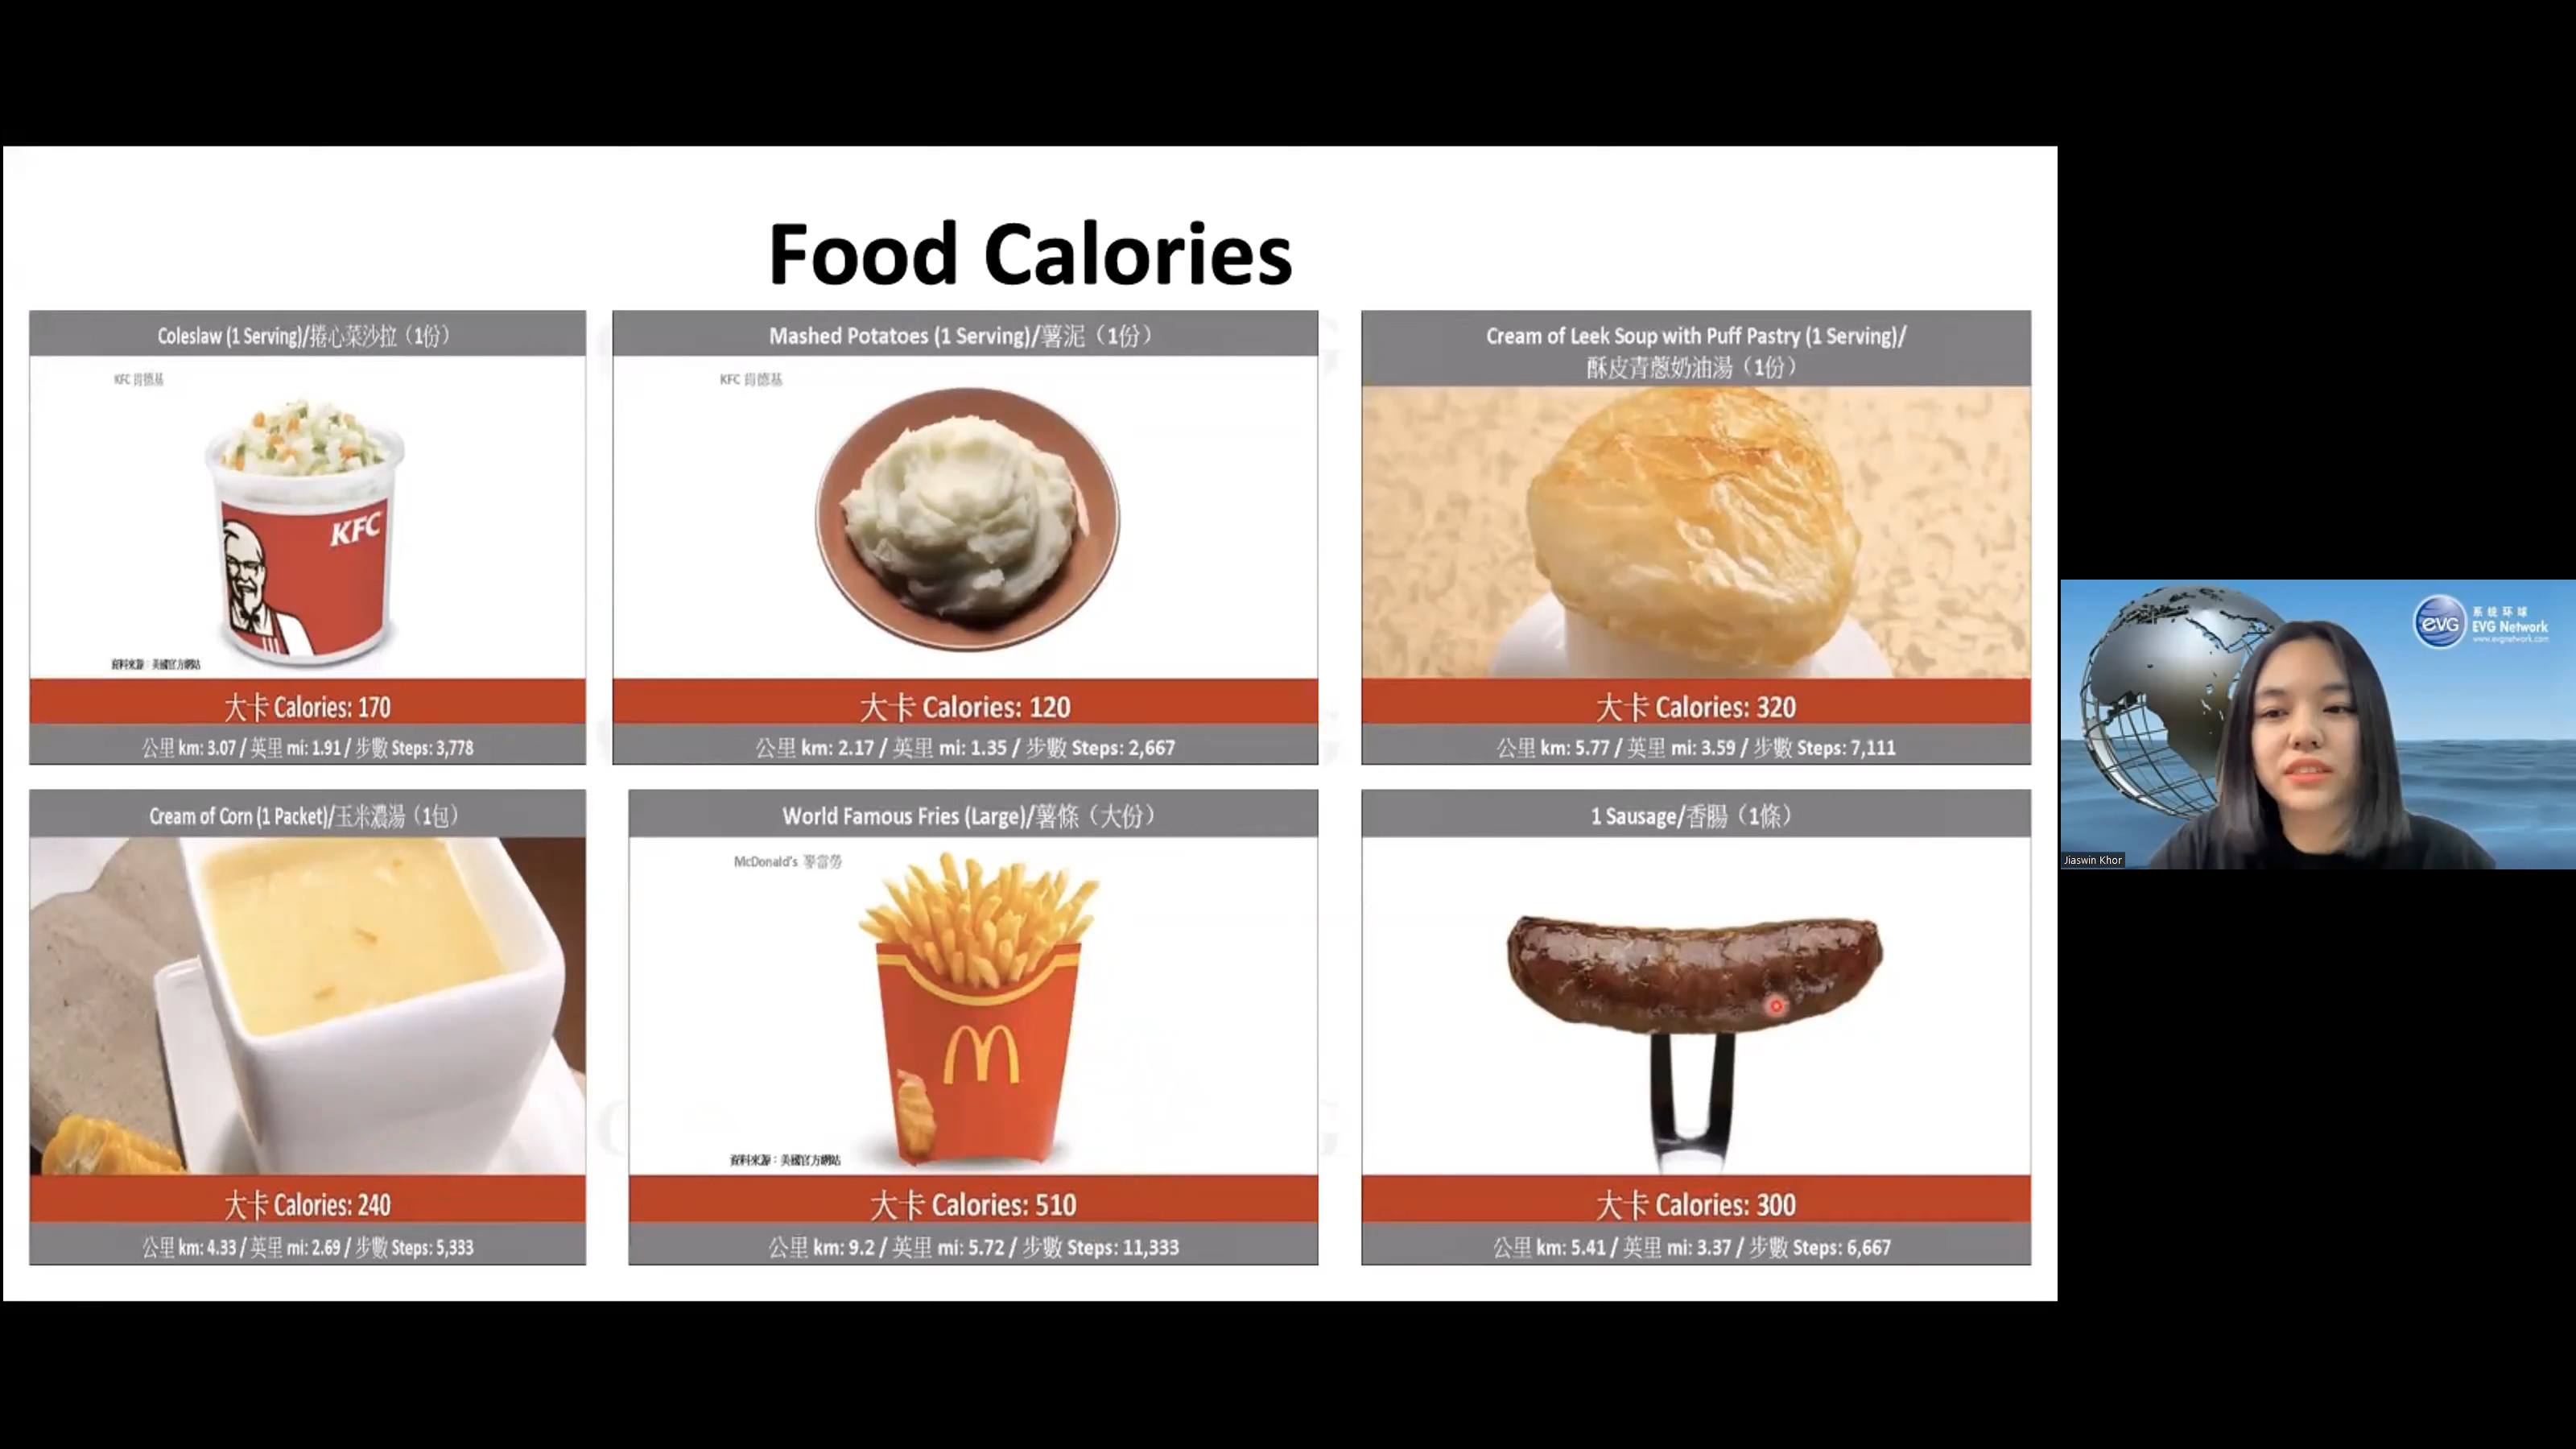 Food Calories
Coleslaw (1 Serving)/捲心菜沙拉（1份）
KFC 肯德基
KFC
資料來源：美國官方網站
大卡 Calories: 170
公里 km: 3.07 / 英里 mi: 1.91 / 步數 Steps: 3,778
Mashed Potatoes (1 Serving)/薯泥（1份）
KFC 肯德基
大卡 Calories: 120
公里 km: 2.17 / 英里 mi: 1.35 / 步數 Steps: 2,667
Cream of Leek Soup with Puff Pastry (1 Serving)/
酥皮青蔥奶油湯（1份）
大卡 Calories: 320
公里 km: 5.77 / 英里 mi: 3.59 / 步數 Steps: 7,111
Cream of Corn (1 Packet)/玉米濃湯（1包）
大卡 Calories: 240
公里 km: 4.33 / 英里 mi: 2.69 / 步數 Steps: 5,333
World Famous Fries (Large)/薯條（大份）
McDonald's 麥當勞
資料來源：美國官方網站
大卡 Calories: 510
公里 km: 9.2 / 英里 mi: 5.72 / 步數 Steps: 11,333
1 Sausage/香腸（1條）
大卡 Calories: 300
公里 km: 5.41 / 英里 mi: 3.37 / 步數 Steps: 6,667
eVG
系统环球
EVG Network
www.evgnetwork.com
Jiaswin Khor